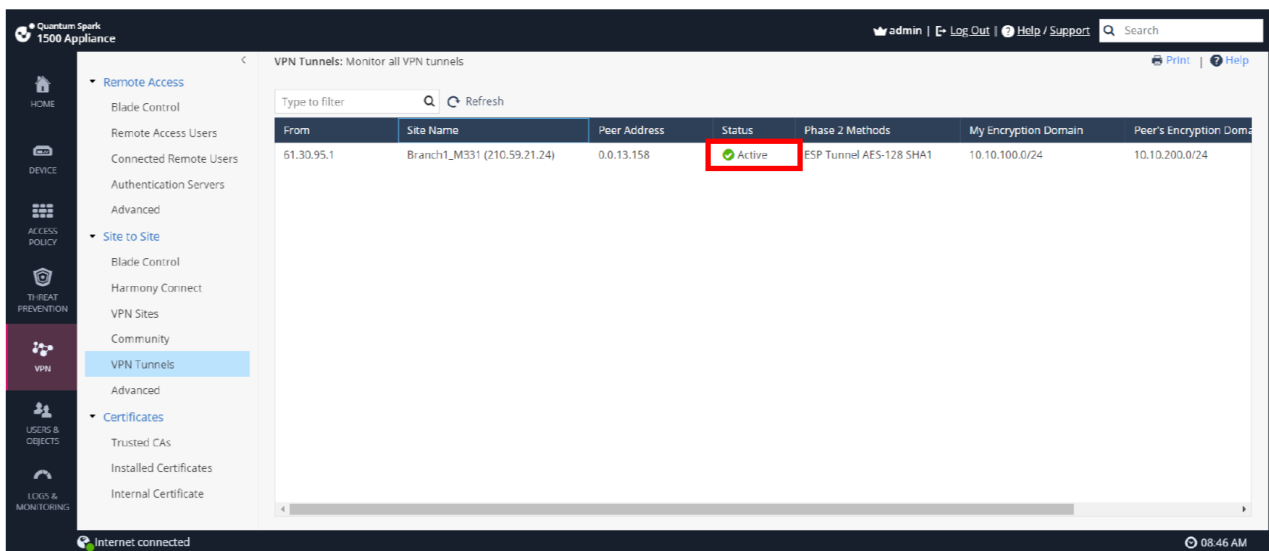 Quantum Spark
1500 Appliance
admin | Log Out | Help / Support
Search
HOME
DEVICE
ACCESS
POLICY
THREAT
PREVENTION
VPN
USERS &
OBJECTS
LOGS &
MONITORING
Remote Access
Blade Control
Remote Access Users
Connected Remote Users
Authentication Servers
Advanced
Site to Site
Blade Control
Harmony Connect
VPN Sites
Community
VPN Tunnels
Advanced
Certificates
Trusted CAs
Installed Certificates
Internal Certificate
VPN Tunnels: Monitor all VPN tunnels
Print | Help
Type to filter
Refresh
From Site Name Peer Address Status Phase 2 Methods My Encryption Domain Peer's Encryption Doma
61.30.95.1 Branch1_M331 (210.59.21.24) 0.0.13.158 Active ESP Tunnel AES-128 SHA1 10.10.100.0/24 10.10.200.0/24
Internet connected
08:46 AM